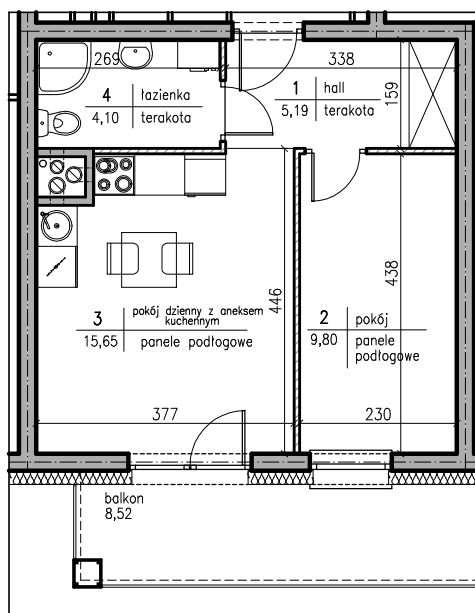 269
338
4 łazienka
4,10 terakota
1 hall
5,19 terakota
159
3 pokój dzienny z aneksem
kuchennym
15,65 panele podłogowe
446
438
2 pokój
9,80 panele
podłogowe
377
230
balkon
8,52